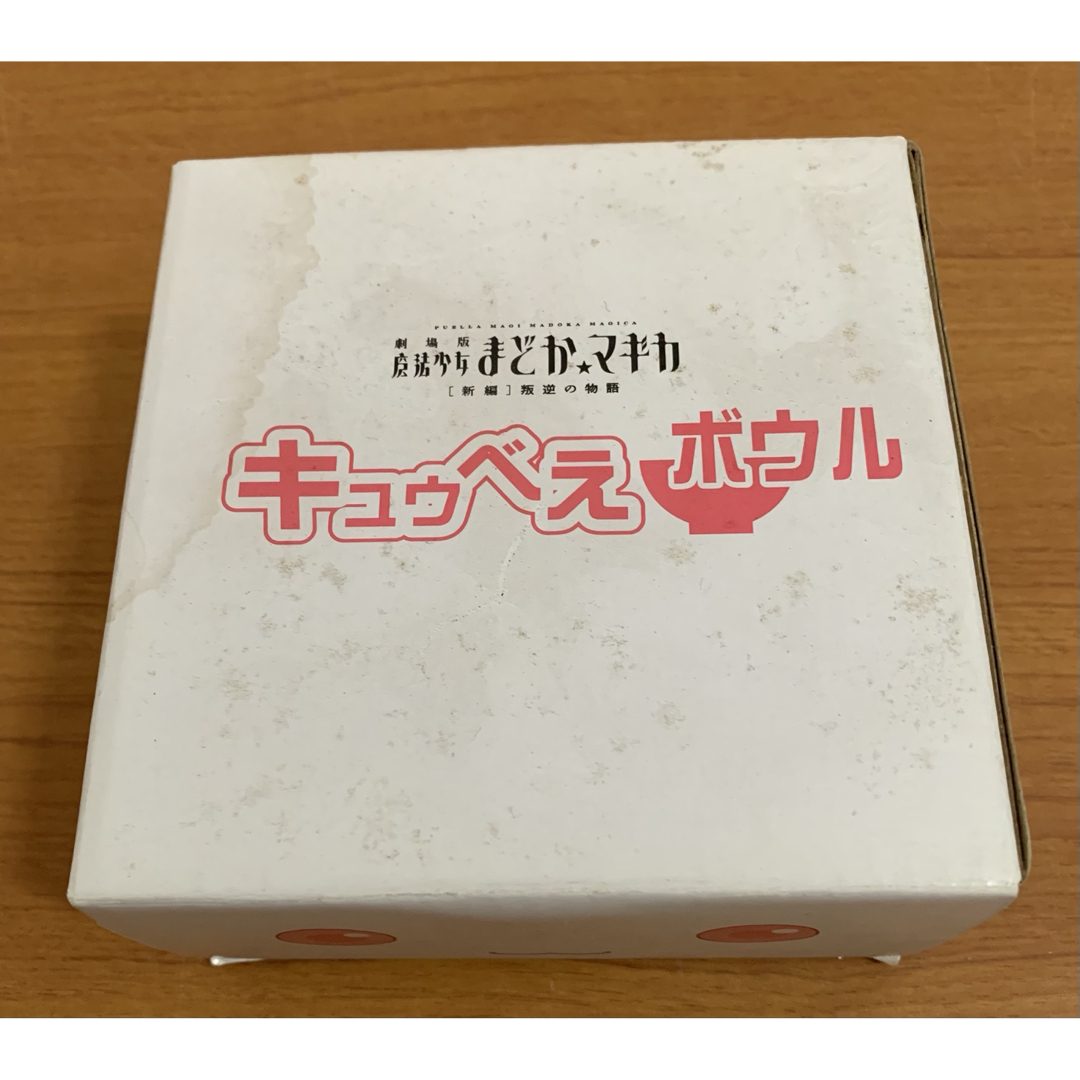 PUELLA MAGI MADOKA MAGICA
劇場版
魔法少女まどか★マギカ
[新編]叛逆の物語
キュゥべえボウル